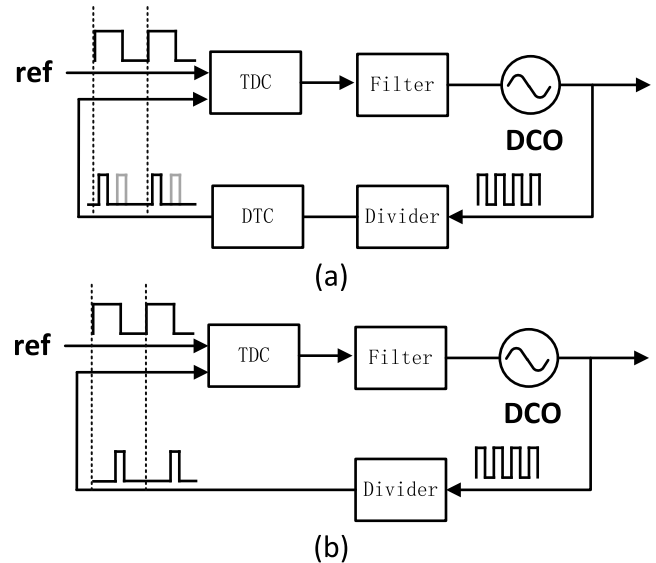 ref
TDC
Filter
DCO
DTC
Divider
(a)
ref
TDC
Filter
DCO
Divider
(b)